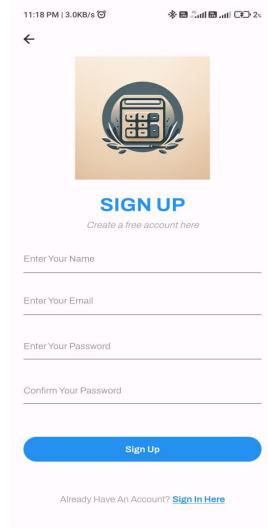 11:18 PM | 3.0KB/s
2%
SIGN UP
Create a free account here
Enter Your Name
Enter Your Email
Enter Your Password
Confirm Your Password
Sign Up
Already Have An Account? Sign In Here